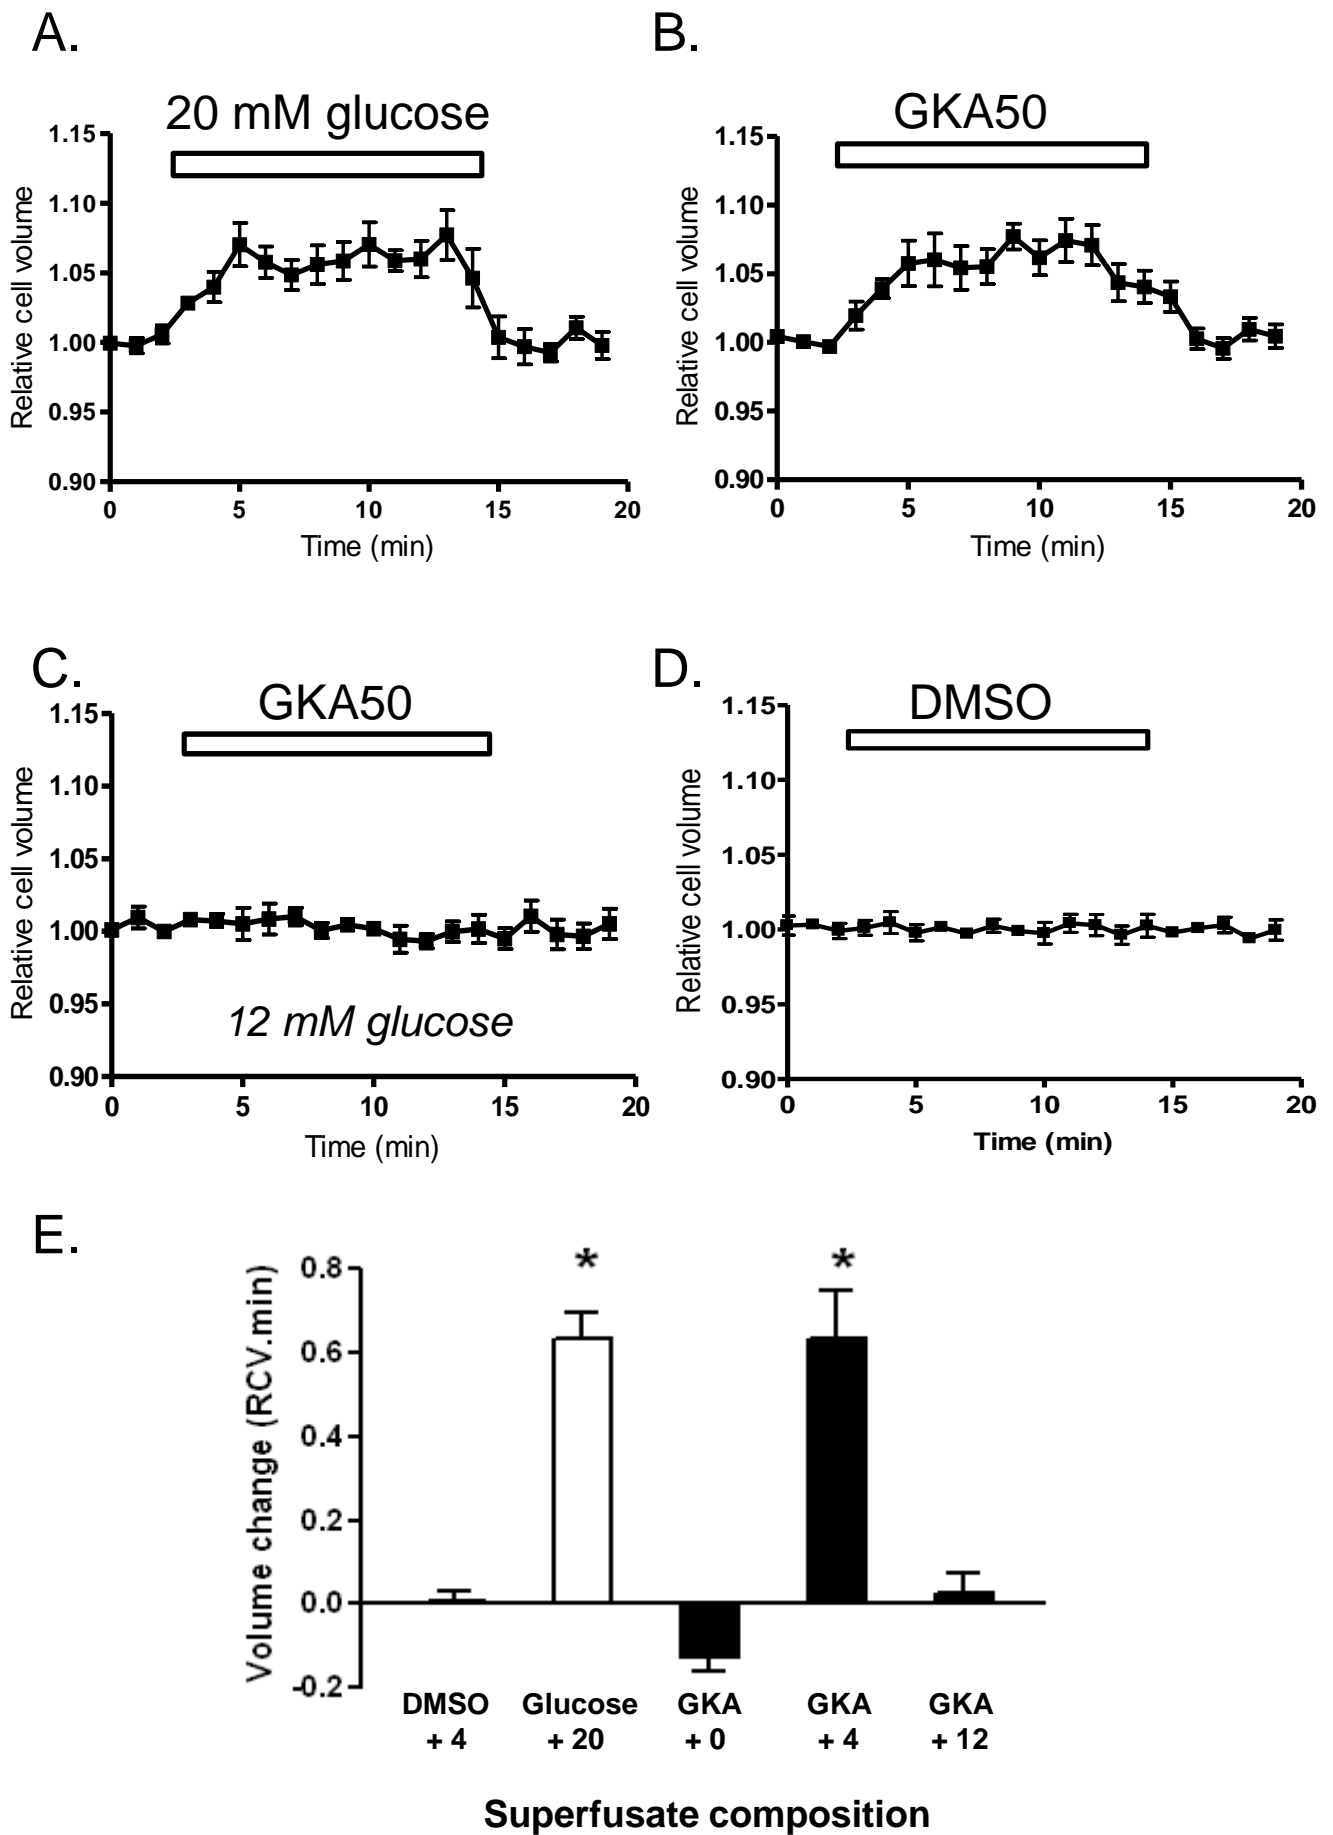 A.
20 mM glucose
1.15
1.10
1.05
1.00
0.95
0.90
Relative cell volume
0 5 10 15 20
Time (min)
B.
GKA50
1.15
1.10
1.05
1.00
0.95
0.90
Relative cell volume
0 5 10 15 20
Time (min)
C.
GKA50
1.15
1.10
1.05
1.00
0.95
0.90
Relative cell volume
12 mM glucose
0 5 10 15 20
Time (min)
D.
DMSO
1.15
1.10
1.05
1.00
0.95
0.90
Relative cell volume
0 5 10 15 20
Time (min)
E.
* *
0.8
0.6
0.4
0.2
0.0
-0.2
Volume change (RCV.min)
DMSO Glucose GKA GKA GKA
+ 4 + 20 + 0 + 4 + 12
Superfusate composition